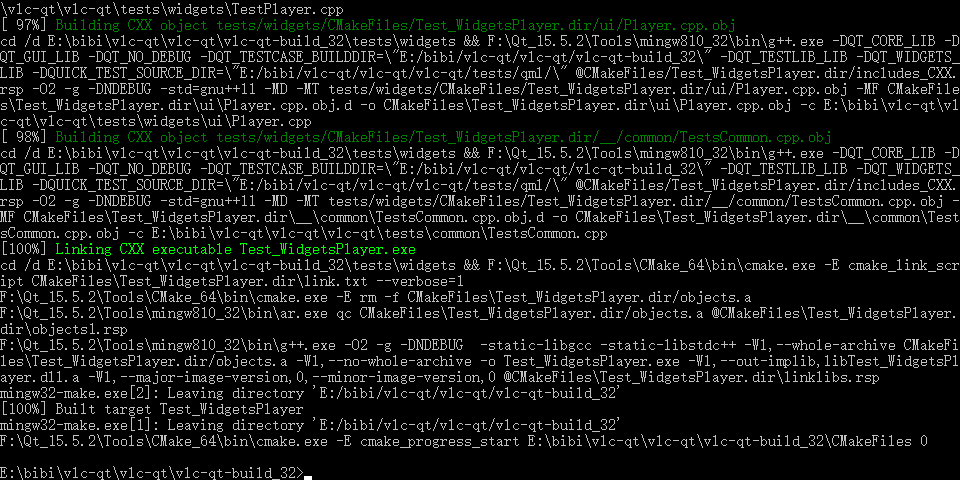 \vlc-qt\vlc-qt\tests\widgets\TestPlayer.cpp
[ 97%] Building CXX object tests/widgets/CMakeFiles/Test_WidgetsPlayer.dir/ui/Player.cpp.obj
cd /d E:\bibi\vlc-qt\vlc-qt\vlc-qt-build_32\tests\widgets && F:\Qt_15.5.2\Tools\mingw810_32\bin\g++.exe -DQT_CORE_LIB -D
QT_GUI_LIB -DQT_NO_DEBUG -DQT_TESTCASE_BUILDDIR=\"E:/bibi/vlc-qt/vlc-qt/vlc-qt-build_32\" -DQT_TESTLIB_LIB -DQT_WIDGETS_
LIB -DQUICK_TEST_SOURCE_DIR=\"E:/bibi/vlc-qt/vlc-qt/vlc-qt/tests/qml/\" @CMakeFiles/Test_WidgetsPlayer.dir/includes_CXX.
rsp -O2 -g -DNDEBUG -std=gnu++11 -MD -MT tests/widgets/CMakeFiles/Test_WidgetsPlayer.dir/ui/Player.cpp.obj -MF CMakeFile
s\Test_WidgetsPlayer.dir\ui\Player.cpp.obj.d -o CMakeFiles\Test_WidgetsPlayer.dir\ui\Player.cpp.obj -c E:\bibi\vlc-qt\vl
c-qt\vlc-qt\tests\widgets\ui\Player.cpp
[ 98%] Building CXX object tests/widgets/CMakeFiles/Test_WidgetsPlayer.dir/__/common/TestsCommon.cpp.obj
cd /d E:\bibi\vlc-qt\vlc-qt\vlc-qt-build_32\tests\widgets && F:\Qt_15.5.2\Tools\mingw810_32\bin\g++.exe -DQT_CORE_LIB -D
QT_GUI_LIB -DQT_NO_DEBUG -DQT_TESTCASE_BUILDDIR=\"E:/bibi/vlc-qt/vlc-qt/vlc-qt-build_32\" -DQT_TESTLIB_LIB -DQT_WIDGETS_
LIB -DQUICK_TEST_SOURCE_DIR=\"E:/bibi/vlc-qt/vlc-qt/vlc-qt/tests/qml/\" @CMakeFiles/Test_WidgetsPlayer.dir/includes_CXX.
rsp -O2 -g -DNDEBUG -std=gnu++11 -MD -MT tests/widgets/CMakeFiles/Test_WidgetsPlayer.dir/__/common/TestsCommon.cpp.obj -
MF CMakeFiles\Test_WidgetsPlayer.dir\__\common\TestsCommon.cpp.obj.d -o CMakeFiles\Test_WidgetsPlayer.dir\__\common\Test
sCommon.cpp.obj -c E:\bibi\vlc-qt\vlc-qt\vlc-qt\tests\common\TestsCommon.cpp
[100%] Linking CXX executable Test_WidgetsPlayer.exe
cd /d E:\bibi\vlc-qt\vlc-qt\vlc-qt-build_32\tests\widgets && F:\Qt_15.5.2\Tools\CMake_64\bin\cmake.exe -E cmake_link_scr
ipt CMakeFiles\Test_WidgetsPlayer.dir\link.txt --verbose=1
F:\Qt_15.5.2\Tools\CMake_64\bin\cmake.exe -E rm -f CMakeFiles\Test_WidgetsPlayer.dir/objects.a
F:\Qt_15.5.2\Tools\mingw810_32\bin\ar.exe qc CMakeFiles\Test_WidgetsPlayer.dir/objects.a @CMakeFiles\Test_WidgetsPlayer.
dir\objects1.rsp
F:\Qt_15.5.2\Tools\mingw810_32\bin\g++.exe -O2 -g -DNDEBUG  -static-libgcc -static-libstdc++ -Wl,--whole-archive CMakeFi
les\Test_WidgetsPlayer.dir/objects.a -Wl,--no-whole-archive -o Test_WidgetsPlayer.exe -Wl,--out-implib,libTest_WidgetsPl
ayer.dll.a -Wl,--major-image-version,0,--minor-image-version,0 @CMakeFiles\Test_WidgetsPlayer.dir\linklibs.rsp
mingw32-make.exe[2]: Leaving directory 'E:/bibi/vlc-qt/vlc-qt/vlc-qt-build_32'
[100%] Built target Test_WidgetsPlayer
mingw32-make.exe[1]: Leaving directory 'E:/bibi/vlc-qt/vlc-qt/vlc-qt-build_32'
F:\Qt_15.5.2\Tools\CMake_64\bin\cmake.exe -E cmake_progress_start E:\bibi\vlc-qt\vlc-qt\vlc-qt-build_32\CMakeFiles 0
E:\bibi\vlc-qt\vlc-qt\vlc-qt-build_32>